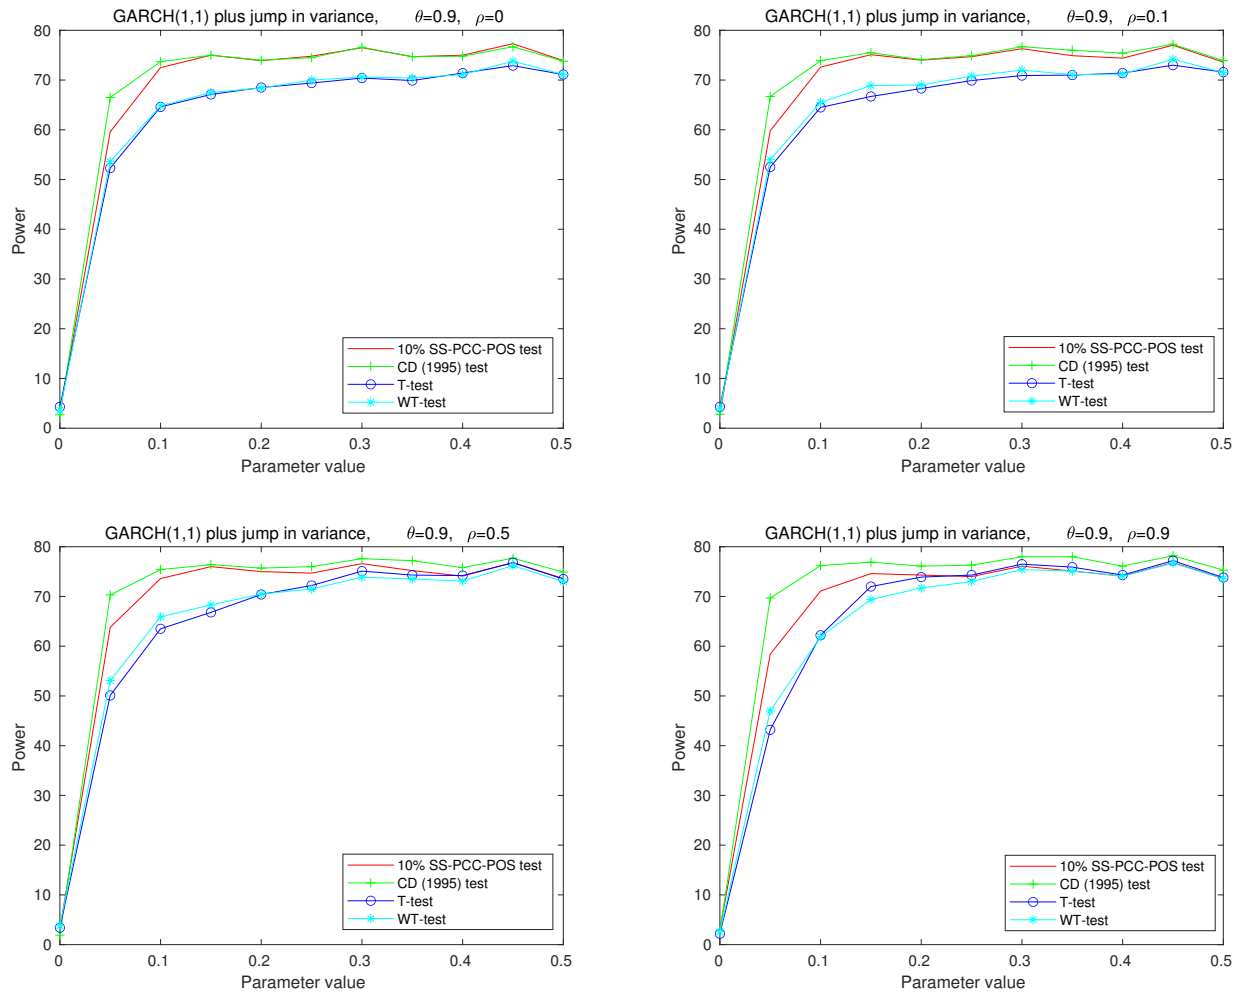 GARCH(1,1) plus jump in variance, θ=0.9, ρ=0
80
70
60
50
40
30
20
10
0
Power
0 0.1 0.2 0.3 0.4 0.5
Parameter value
10% SS-PCC-POS test
CD (1995) test
T-test
WT-test
GARCH(1,1) plus jump in variance, θ=0.9, ρ=0.1
80
70
60
50
40
30
20
10
0
Power
0 0.1 0.2 0.3 0.4 0.5
Parameter value
10% SS-PCC-POS test
CD (1995) test
T-test
WT-test
GARCH(1,1) plus jump in variance, θ=0.9, ρ=0.5
80
70
60
50
40
30
20
10
0
Power
0 0.1 0.2 0.3 0.4 0.5
Parameter value
10% SS-PCC-POS test
CD (1995) test
T-test
WT-test
GARCH(1,1) plus jump in variance, θ=0.9, ρ=0.9
80
70
60
50
40
30
20
10
0
Power
0 0.1 0.2 0.3 0.4 0.5
Parameter value
10% SS-PCC-POS test
CD (1995) test
T-test
WT-test